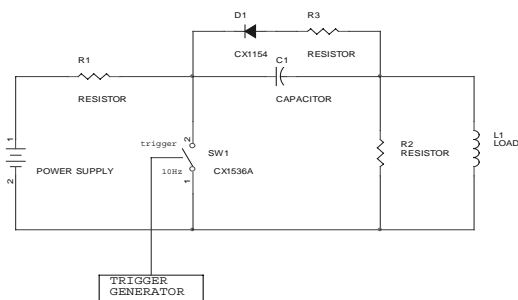 D1
R3
CX1154
RESISTOR
R1
C1
RESISTOR
CAPACITOR
1
2
POWER SUPPLY
trigger
2
SW1
10Hz
CX1536A
1
R2
RESISTOR
L1
LOAD
TRIGGER
GENERATOR